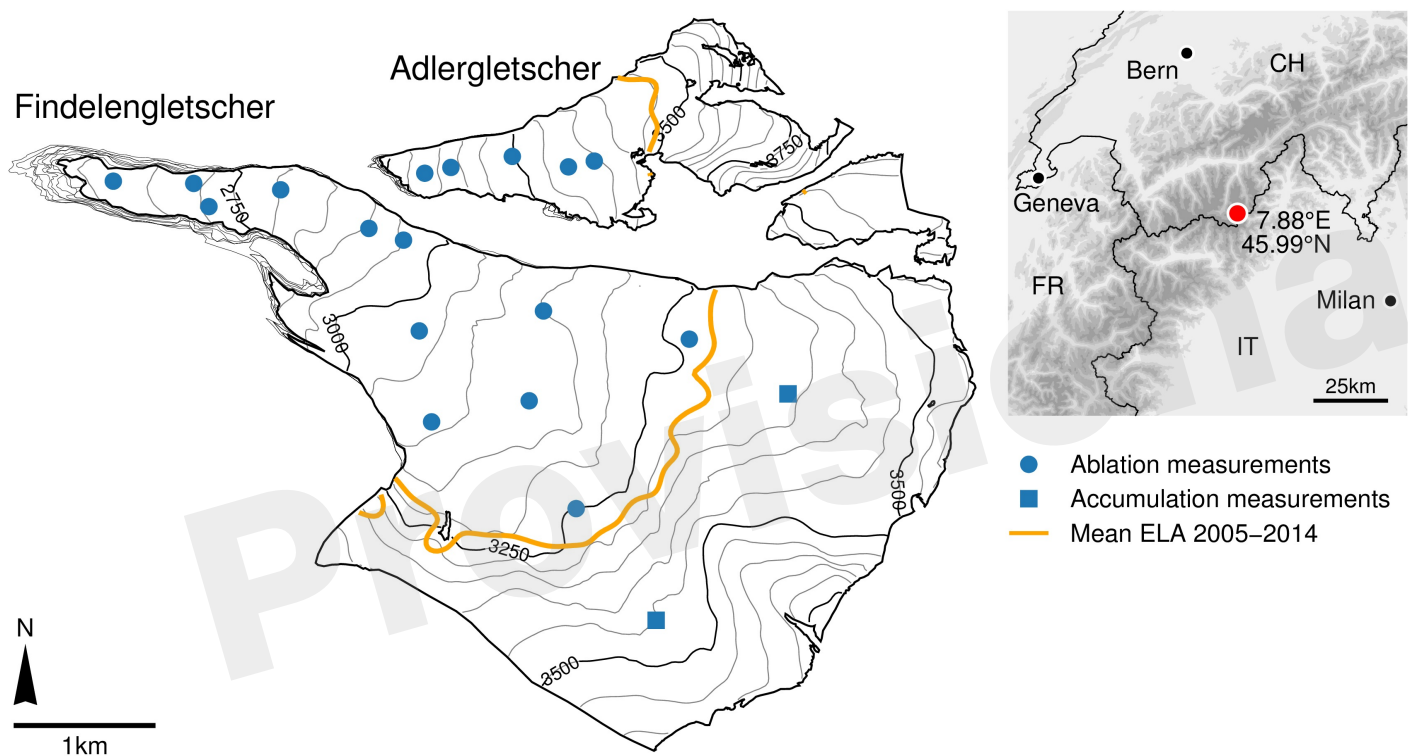 Findelengletscher
Adlergletscher
3500
3750
2750
3000
3250
3500
3500
N
1km
Bern
CH
Geneva
7.88°E
45.99°N
FR
Milan
IT
25km
Ablation measurements
Accumulation measurements
Mean ELA 2005–2014
Provisiona